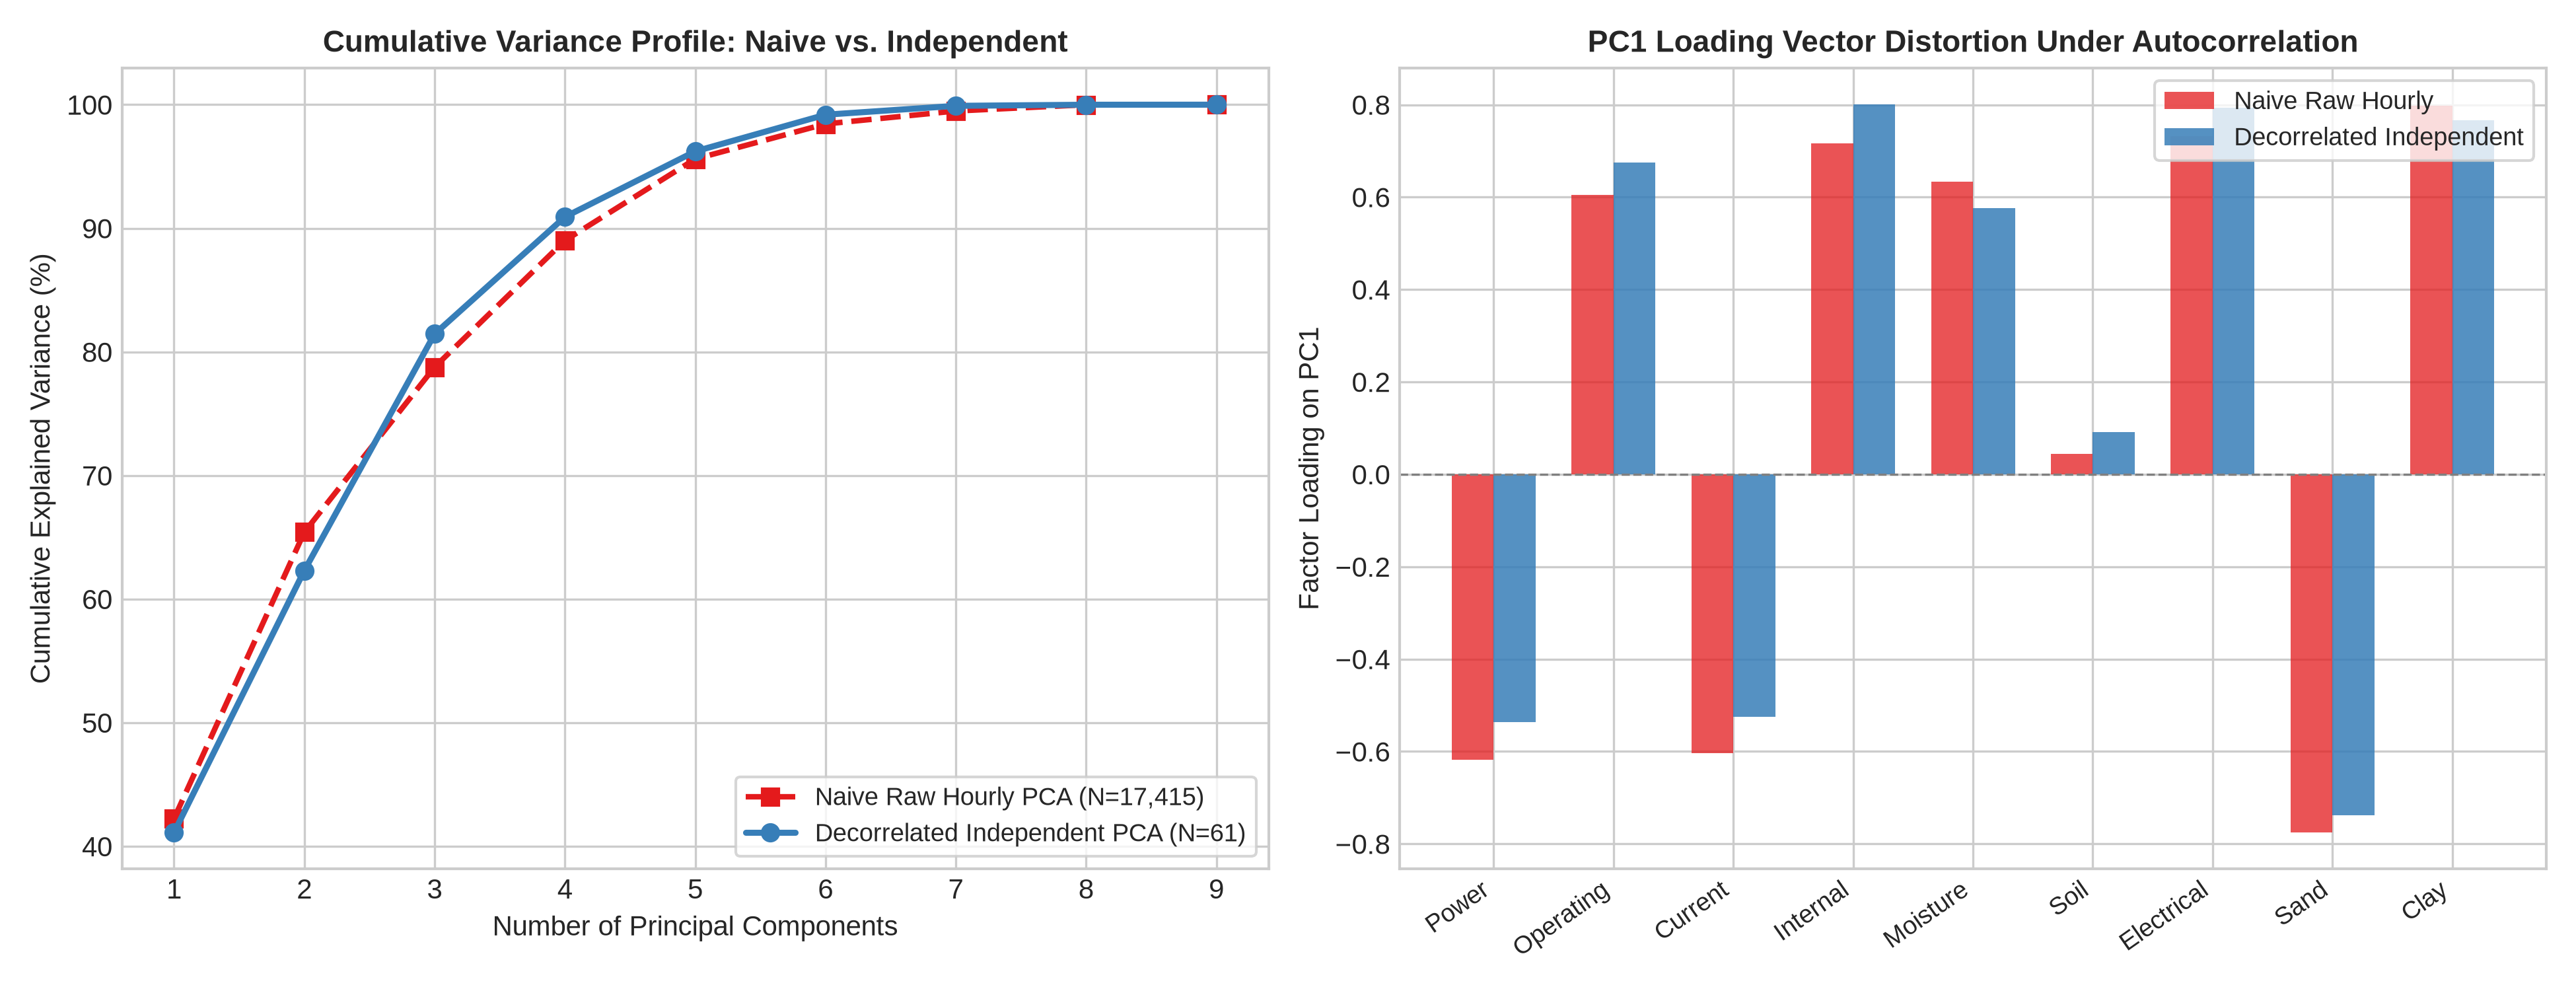 Cumulative Variance Profile: Naive vs. Independent
Cumulative Explained Variance (%)
100
90
80
70
60
50
40
1 2 3 4 5 6 7 8 9
Number of Principal Components
Naive Raw Hourly PCA (N=17,415)
Decorrelated Independent PCA (N=61)
PC1 Loading Vector Distortion Under Autocorrelation
Factor Loading on PC1
0.8
0.6
0.4
0.2
0.0
−0.2
−0.4
−0.6
−0.8
Naive Raw Hourly
Decorrelated Independent
Power
Operating
Current
Internal
Moisture
Soil
Electrical
Sand
Clay